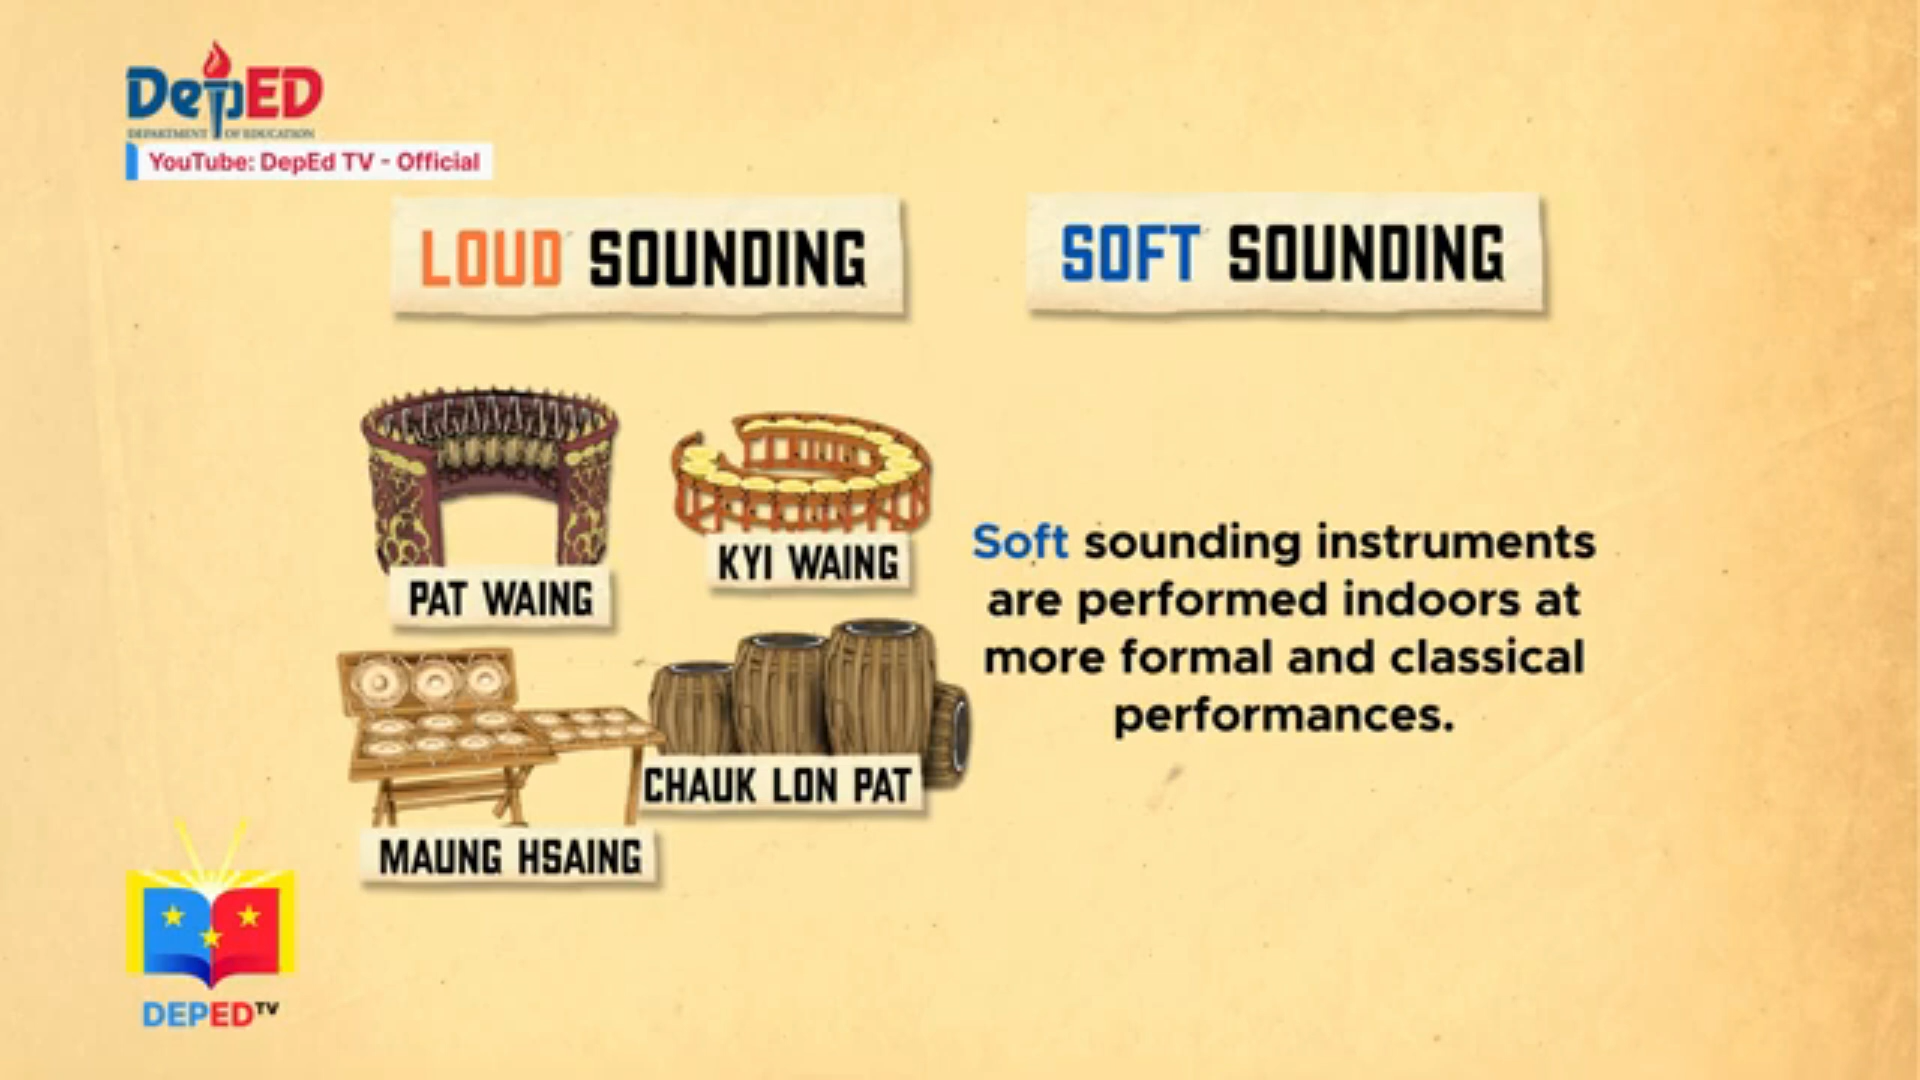 DepED
DEPARTMENT OF EDUCATION
YouTube: DepEd TV - Official
LOUD SOUNDING
SOFT SOUNDING
PAT WAING
KYI WAING
MAUNG HSAING
CHAUK LON PAT
Soft sounding instruments
are performed indoors at
more formal and classical
performances.
DEPED TV